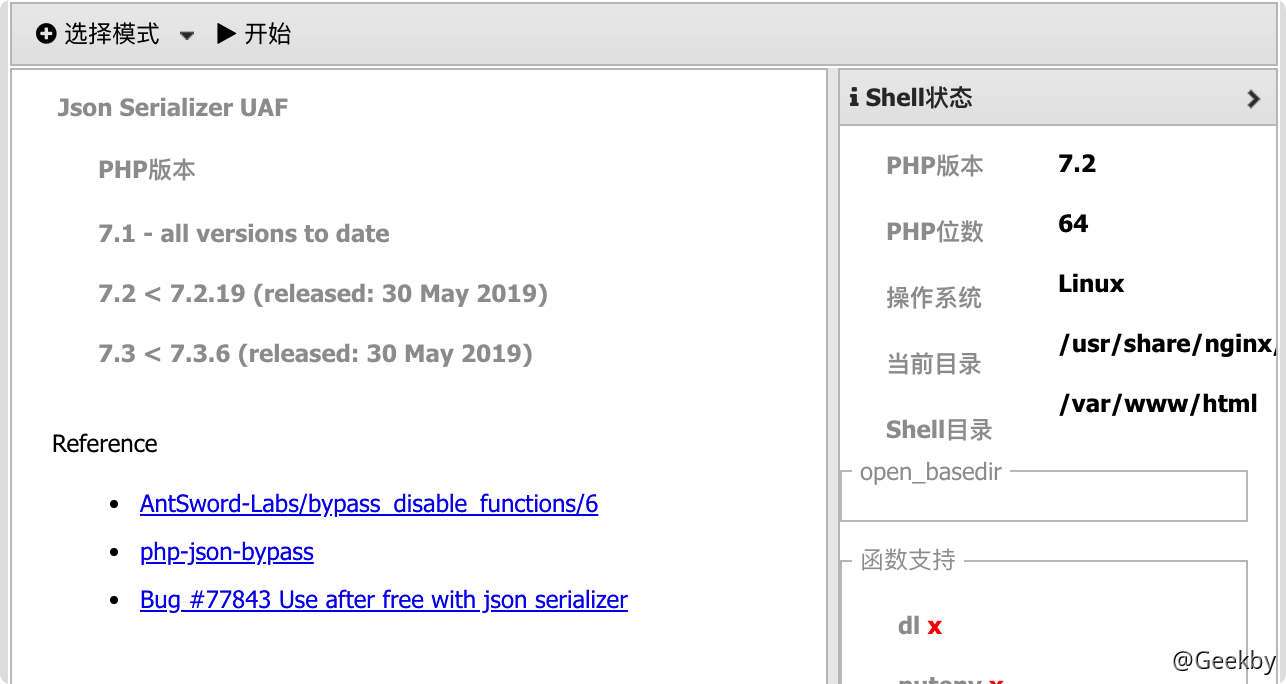 选择模式 开始
Json Serializer UAF
PHP版本
7.1 - all versions to date
7.2 < 7.2.19 (released: 30 May 2019)
7.3 < 7.3.6 (released: 30 May 2019)
Reference
AntSword-Labs/bypass_disable_functions/6
php-json-bypass
Bug #77843 Use after free with json serializer
Shell状态
PHP版本 7.2
PHP位数 64
操作系统 Linux
当前目录 /usr/share/nginx/
Shell目录 /var/www/html
open_basedir
函数支持
dl x
putenv x
@Geekby